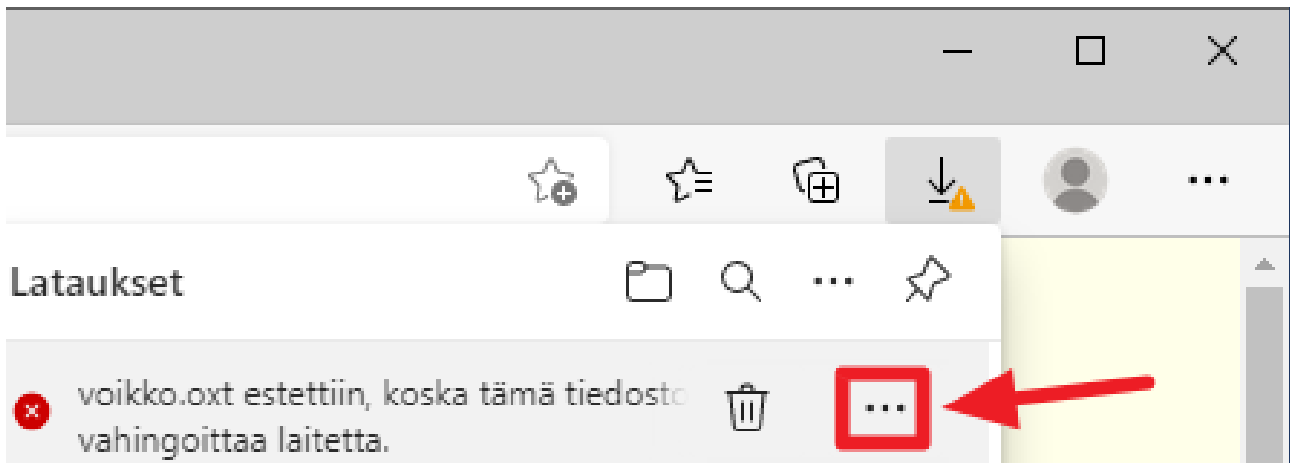 Lataukset
voikko.oxt estettiin, koska tämä tiedosto
vahingoittaa laitetta.